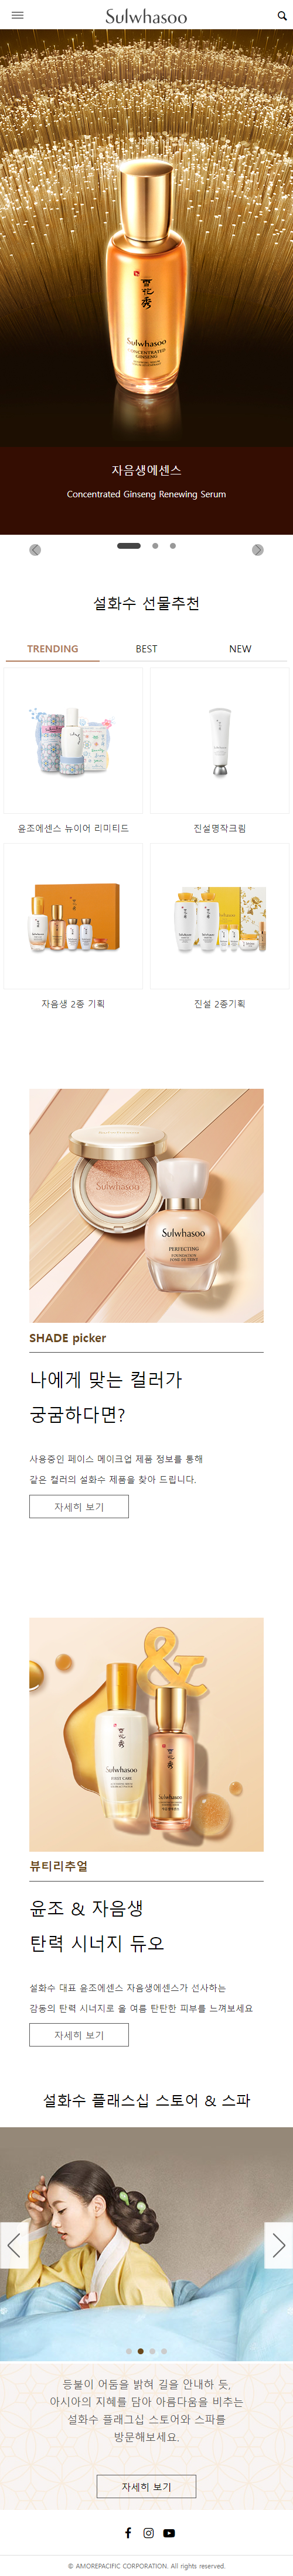 Sulwhasoo
雪花秀
Sulwhasoo
CONCENTRATED
GINSENG
자음생에센스
Concentrated Ginseng Renewing Serum
설화수 선물추천
TRENDING
BEST
NEW
윤조에센스 뉴이어 리미티드
진설명작크림
Sulwhasoo
자음생 2종 기획
진설 2종기획
Sulwhasoo
Sulwhasoo
PERFECTING
FOUNDATION
SHADE picker
나에게 맞는 컬러가
궁굼하다면?
사용중인 페이스 메이크업 제품 정보를 통해
같은 컬러의 설화수 제품을 찾아 드립니다.
자세히 보기
&
雪花秀
Sulwhasoo
雪花秀
Sulwhasoo
뷰티리추얼
윤조 & 자음생
탄력 시너지 듀오
설화수 대표 윤조에센스 자음생에센스가 선사하는
감동의 탄력 시너지로 올 여름 탄탄한 피부를 느껴보세요
자세히 보기
설화수 플래스십 스토어 & 스파
등불이 어둠을 밝혀 길을 안내하 듯,
아시아의 지혜를 담아 아름다움을 비추는
설화수 플래그십 스토어와 스파를
방문해보세요.
자세히 보기
© AMOREPACIFIC CORPORATION. All rights reserved.